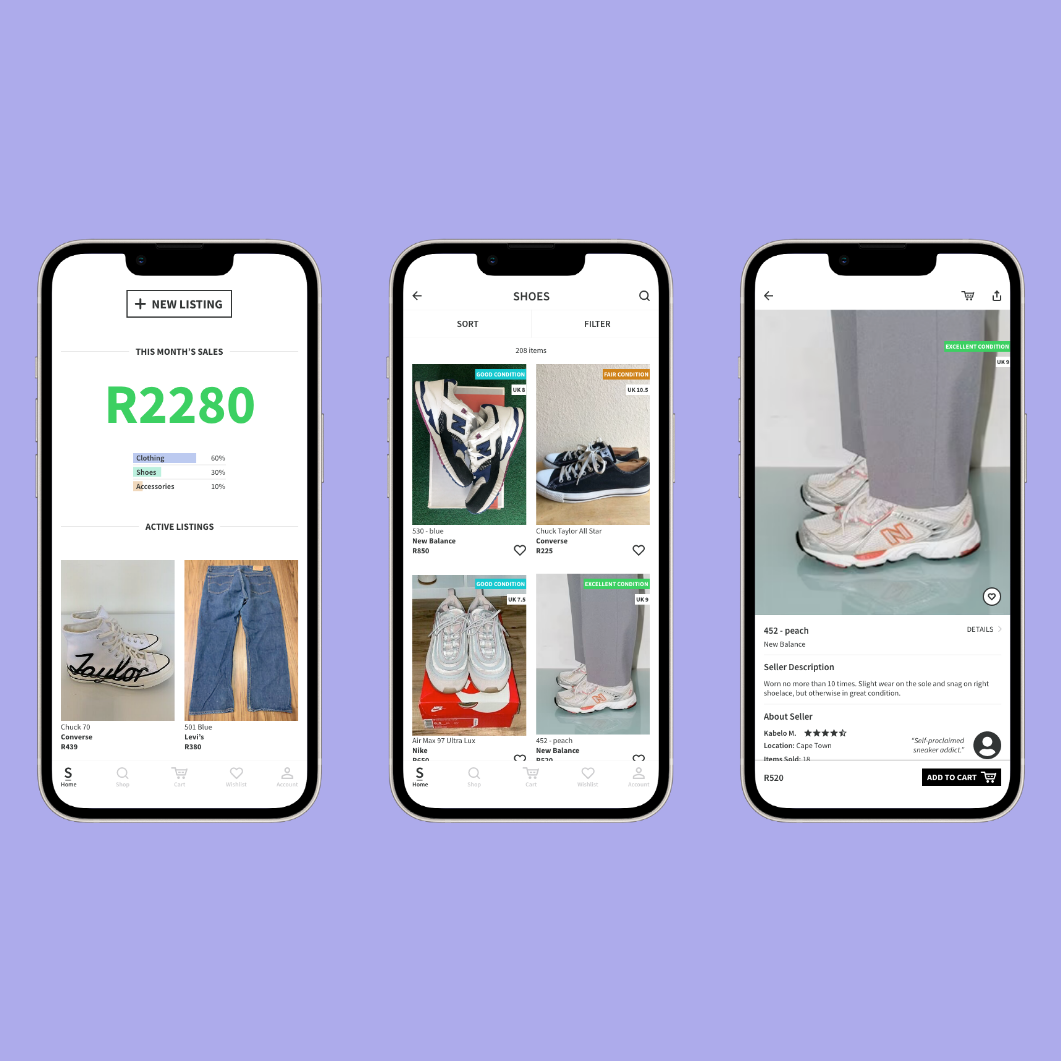 + NEW LISTING
THIS MONTH'S SALES
R2280
Clothing 60%
Shoes 30%
Accessories 10%
ACTIVE LISTINGS
Taylor
Chuck 70
Converse
R439
501 Blue
Levi's
R380
S
Home Shop Cart Wishlist Account
SHOES
SORT FILTER
208 items
GOOD CONDITION
UK 8
N
530 - blue
New Balance
R850
FAIR CONDITION
UK 10.5
Chuck Taylor All Star
Converse
R225
GOOD CONDITION
UK 7.5
Air Max 97 Ultra Lux
Nike
R650
EXCELLENT CONDITION
UK 9
452 - peach
New Balance
R520
S
Home Shop Cart Wishlist Account
EXCELLENT CONDITION
UK 9
N
452 - peach
DETAILS
New Balance
Seller Description
Worn no more than 10 times. Slight wear on the sole and snag on right
shoelace, but otherwise in great condition.
About Seller
Kabelo M.
Location: Cape Town
Items Sold: 18
"Self-proclaimed
sneaker addict."
R520
ADD TO CART